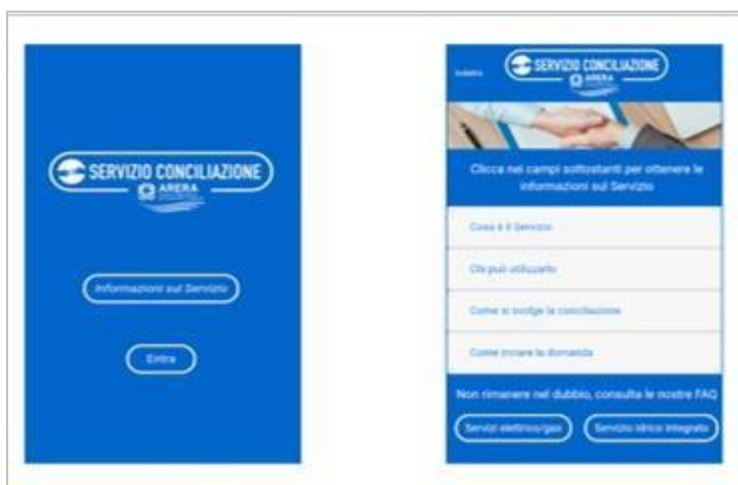 SERVIZIO CONCILIAZIONE
ARERA
Informazioni sul Servizio
Entra
Indietro
SERVIZIO CONCILIAZIONE
ARERA
Clicca nei campi sottostanti per ottenere le
informazioni sul Servizio
Cosa è il Servizio
Chi può utilizzarlo
Come si svolge la conciliazione
Come inviare la domanda
Non rimanere nel dubbio, consulta le nostre FAQ
Servizi elettrico/gas
Servizio idrico integrato